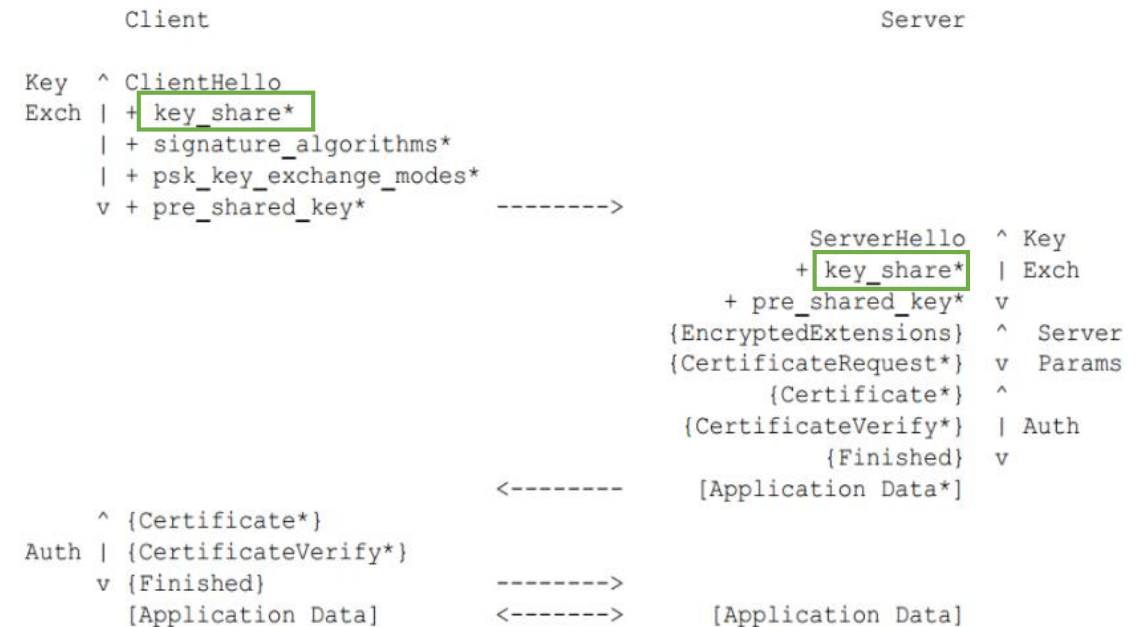 Client                                           Server
Key  ^ ClientHello
Exch | + key_share*
     | + signature_algorithms*
     | + psk_key_exchange_modes*
     v + pre_shared_key*       -------->
                                            ServerHello  ^ Key
                                           + key_share*  | Exch
                                      + pre_shared_key*  v
                                  {EncryptedExtensions}  ^  Server
                                  {CertificateRequest*}  v  Params
                                         {Certificate*}  ^
                                   {CertificateVerify*}  | Auth
                                             {Finished}  v
                               <--------  [Application Data*]
     ^ {Certificate*}
Auth | {CertificateVerify*}
     v {Finished}              -------->
       [Application Data]      <------->  [Application Data]